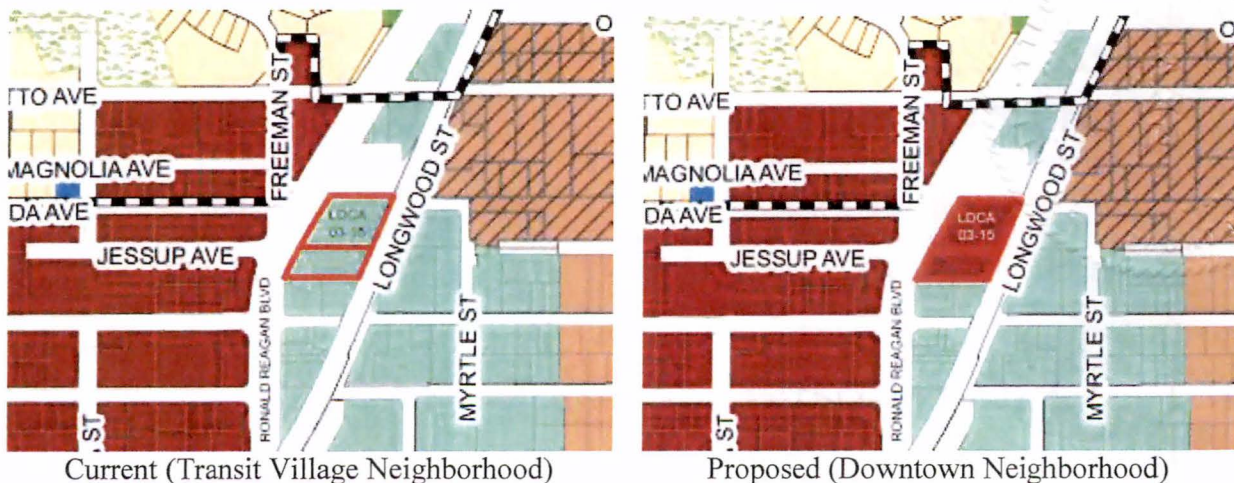 O
TTO AVE
FREEMAN ST
MAGNOLIA AVE
LONGWOOD ST
DA AVE
LDCA
03-15
JESSUP AVE
RONALD REAGAN BLVD
MYRTLE ST
ST
Current (Transit Village Neighborhood)
O
TTO AVE
FREEMAN ST
MAGNOLIA AVE
LONGWOOD ST
DA AVE
LDCA
03-15
JESSUP AVE
RONALD REAGAN BLVD
MYRTLE ST
ST
Proposed (Downtown Neighborhood)